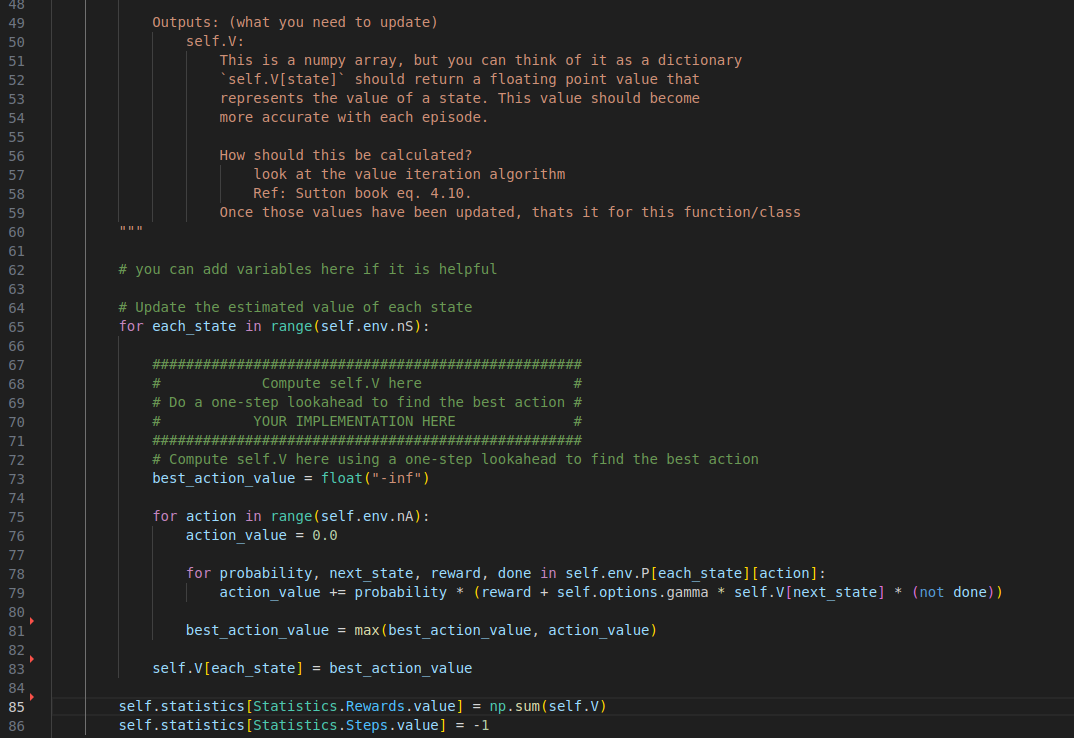 48
49 Outputs: (what you need to update)
50 self.V:
51 This is a numpy array, but you can think of it as a dictionary
52 `self.V[state]` should return a floating point value that
53 represents the value of a state. This value should become
54 more accurate with each episode.
55
56 How should this be calculated?
57 look at the value iteration algorithm
58 Ref: Sutton book eq. 4.10.
59 Once those values have been updated, thats it for this function/class
60 """
61
62 # you can add variables here if it is helpful
63
64 # Update the estimated value of each state
65 for each_state in range(self.env.nS):
66
67 ###################################################
68 # Compute self.V here #
69 # Do a one-step lookahead to find the best action #
70 # YOUR IMPLEMENTATION HERE #
71 ###################################################
72 # Compute self.V here using a one-step lookahead to find the best action
73 best_action_value = float("-inf")
74
75 for action in range(self.env.nA):
76 action_value = 0.0
77
78 for probability, next_state, reward, done in self.env.P[each_state][action]:
79 action_value += probability * (reward + self.options.gamma * self.V[next_state] * (not done))
80
81 best_action_value = max(best_action_value, action_value)
82
83 self.V[each_state] = best_action_value
84
85 self.statistics[Statistics.Rewards.value] = np.sum(self.V)
86 self.statistics[Statistics.Steps.value] = -1